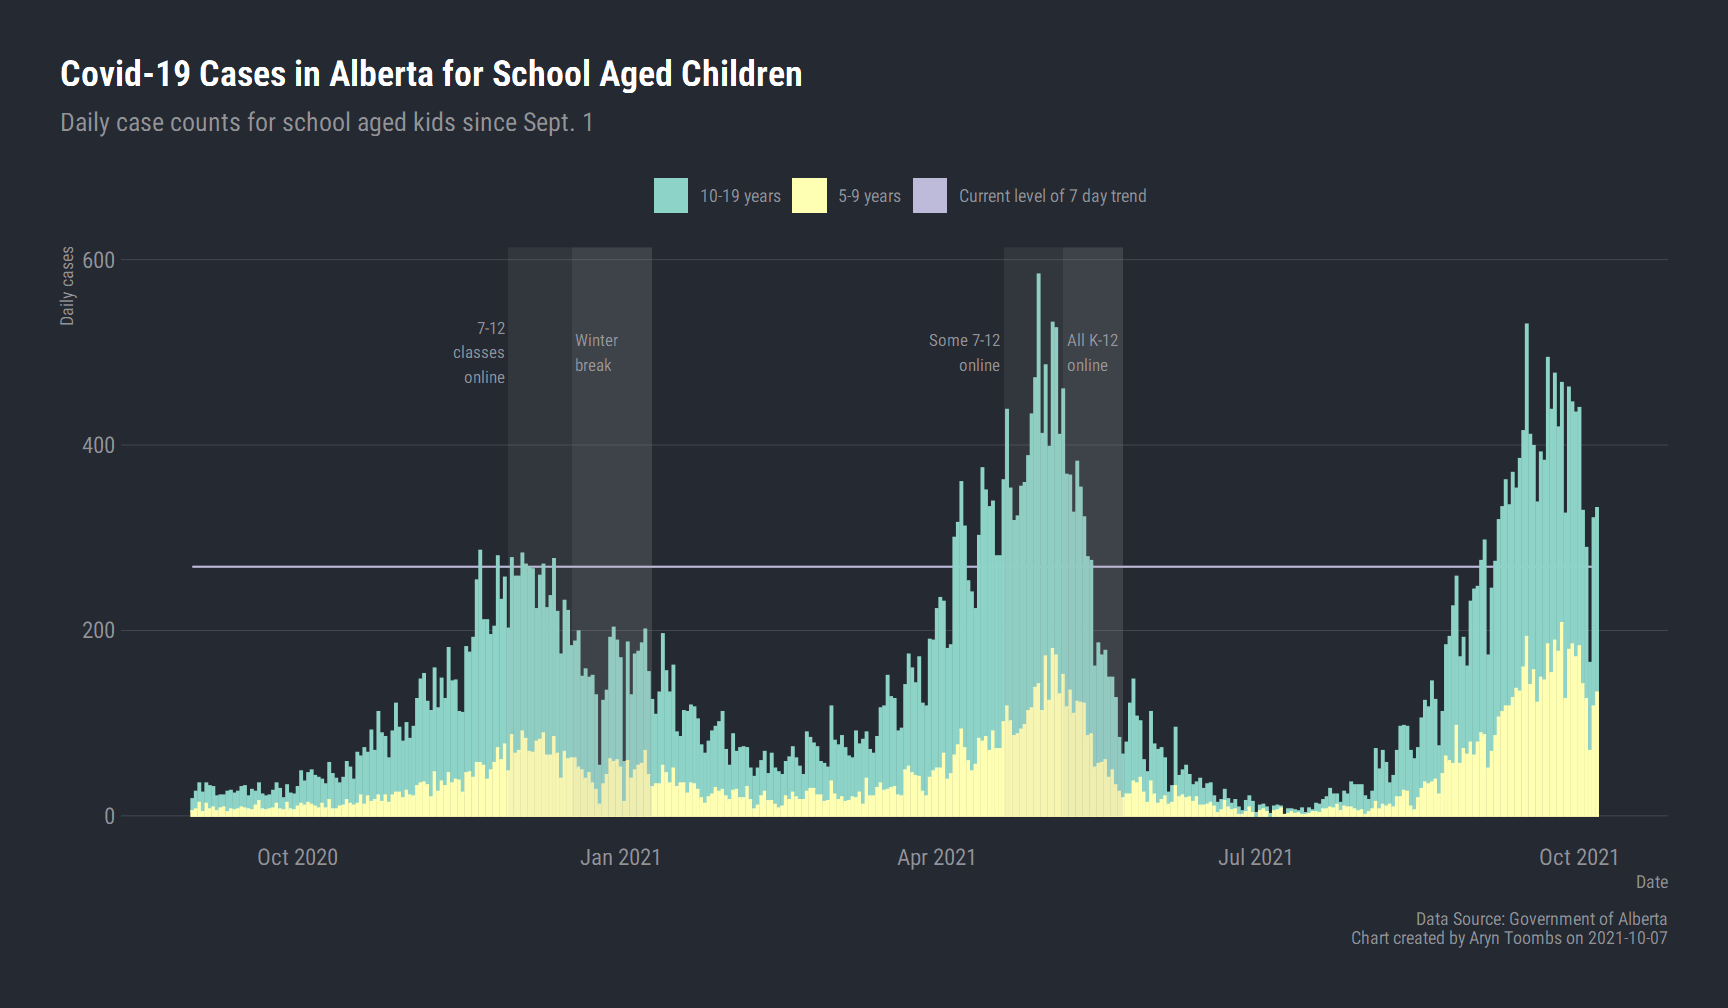 Covid-19 Cases in Alberta for School Aged Children
Daily case counts for school aged kids since Sept. 1
10-19 years
5-9 years
Current level of 7 day trend
Daily cases
600
400
200
0
7-12
classes
online
Winter
break
Some 7-12
online
All K-12
online
Oct 2020
Jan 2021
Apr 2021
Jul 2021
Oct 2021
Date
Data Source: Government of Alberta
Chart created by Aryn Toombs on 2021-10-07